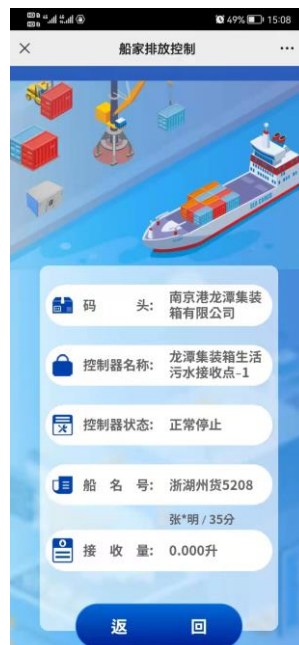 49% 15:08
船家排放控制
码 头: 南京港龙潭集装
箱有限公司
控制器名称: 龙潭集装箱生活
污水接收点-1
控制器状态: 正常停止
船 名 号: 浙湖州货5208
张*明 / 35分
接 收 量: 0.000升
返 回